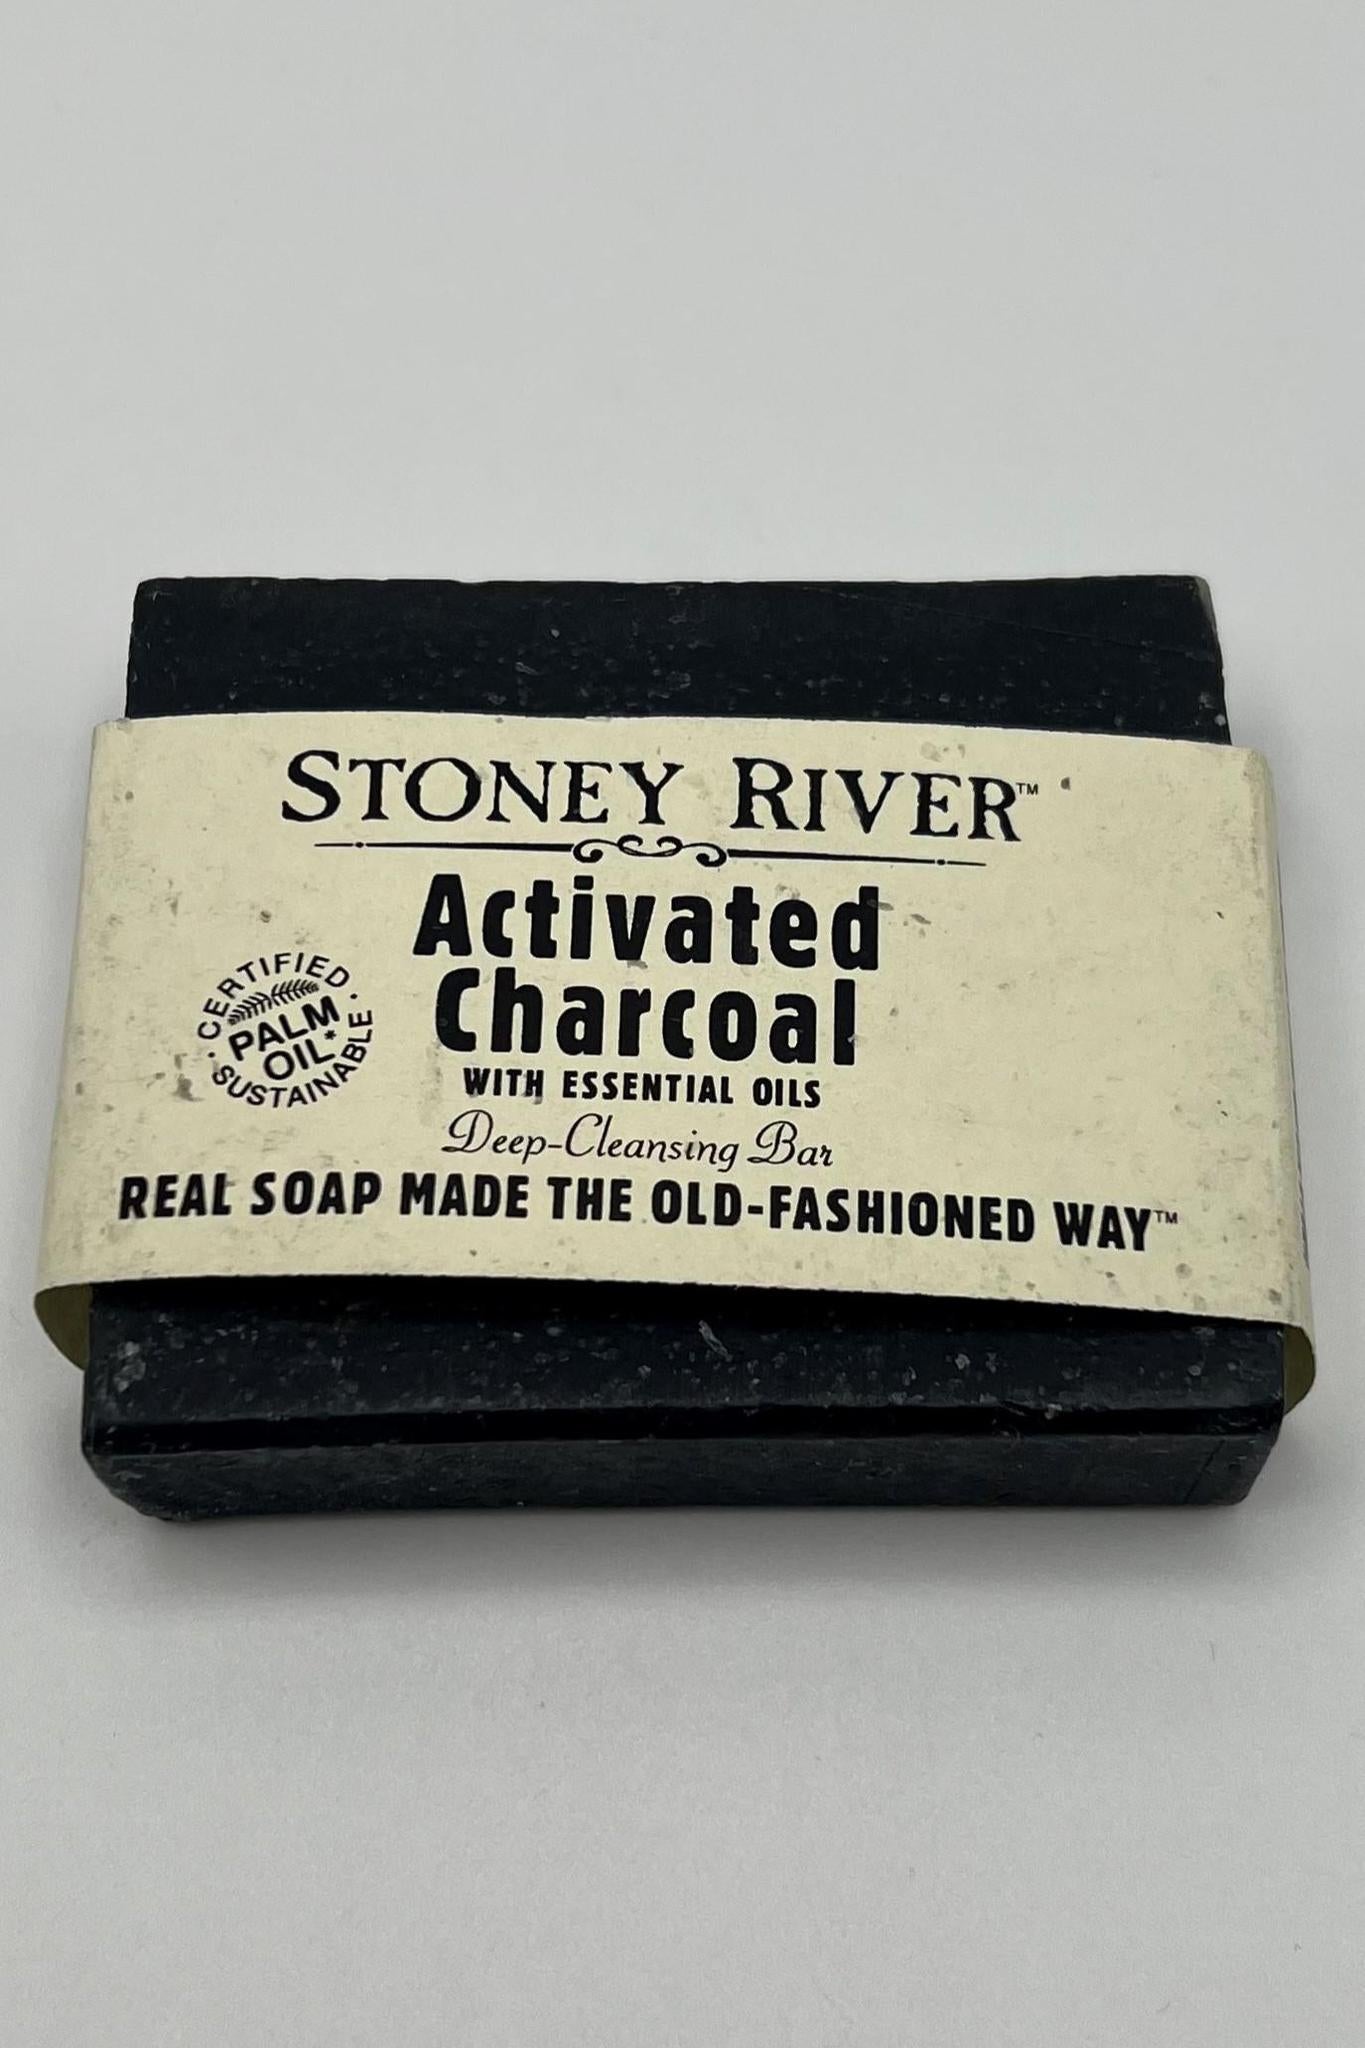 STONEY RIVER™
Activated
Charcoal
WITH ESSENTIAL OILS
Deep-Cleansing Bar
REAL SOAP MADE THE OLD-FASHIONED WAY™
· CERTIFIED ·
PALM
OIL*
SUSTAINABLE